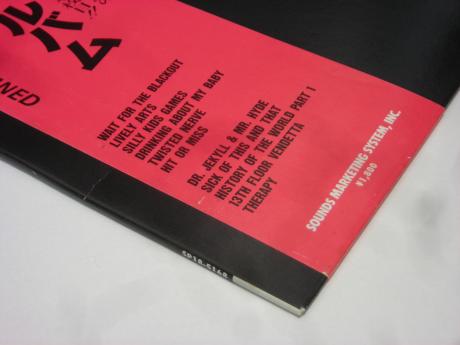 ルバム
NED
WAIT FOR THE BLACKOUT
LIVELY ARTS
SILLY KIDS GAMES
DRINKING ABOUT MY BABY
TWISTED NERVE
HIT OR MISS
DR. JEKYLL & MR. HYDE
SICK OF THIS AND THAT
HISTORY OF THE WORLD PART 1
13TH FLOOR VENDETTA
THERAPY
SOUNDS MARKETING SYSTEM, INC.
¥1,800
SP18-5168